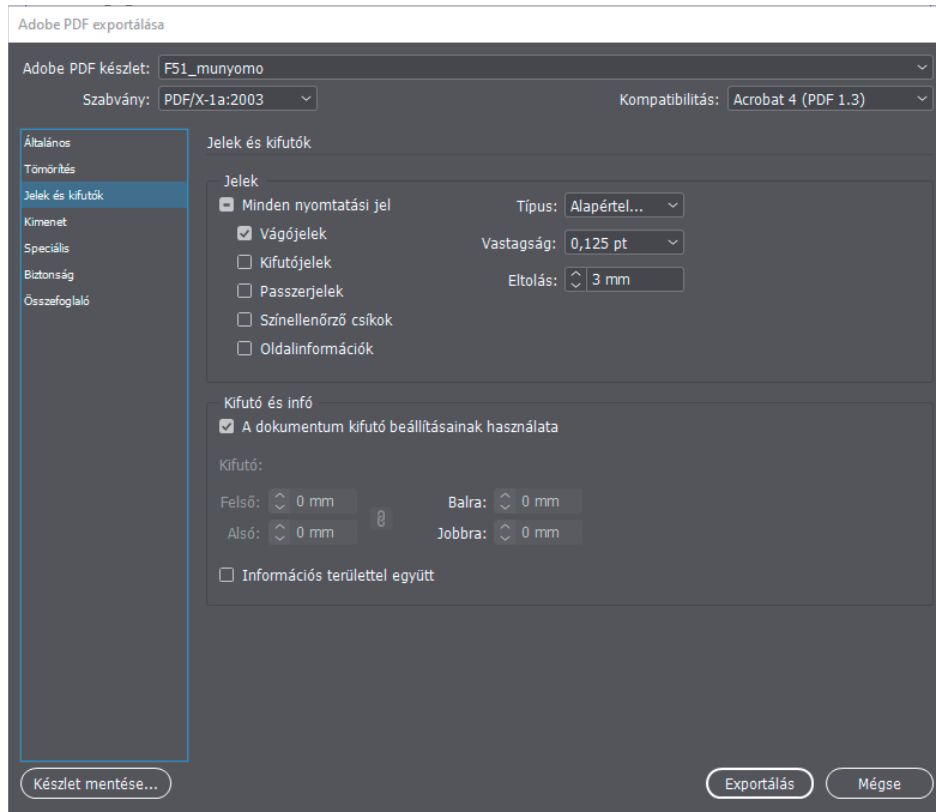 Adobe PDF exportálása
Adobe PDF készlet: F51_munyomo
Szabvány: PDF/X-1a:2003 Kompatibilitás: Acrobat 4 (PDF 1.3)
Általános
Tömörítés
Jelek és kifutók
Kimenet
Speciális
Biztonság
Összefoglaló
Jelek és kifutók
Jelek
Minden nyomtatási jel Típus: Alapértel...
Vágójelek Vastagság: 0,125 pt
Kifutójelek Eltolás: 3 mm
Passzerjelek
Színellenőrző csíkok
Oldalinformációk
Kifutó és infó
A dokumentum kifutó beállításainak használata
Kifutó:
Felső: 0 mm Balra: 0 mm
Alsó: 0 mm Jobbra: 0 mm
Információs területtel együtt
Készlet mentése... Exportálás Mégse